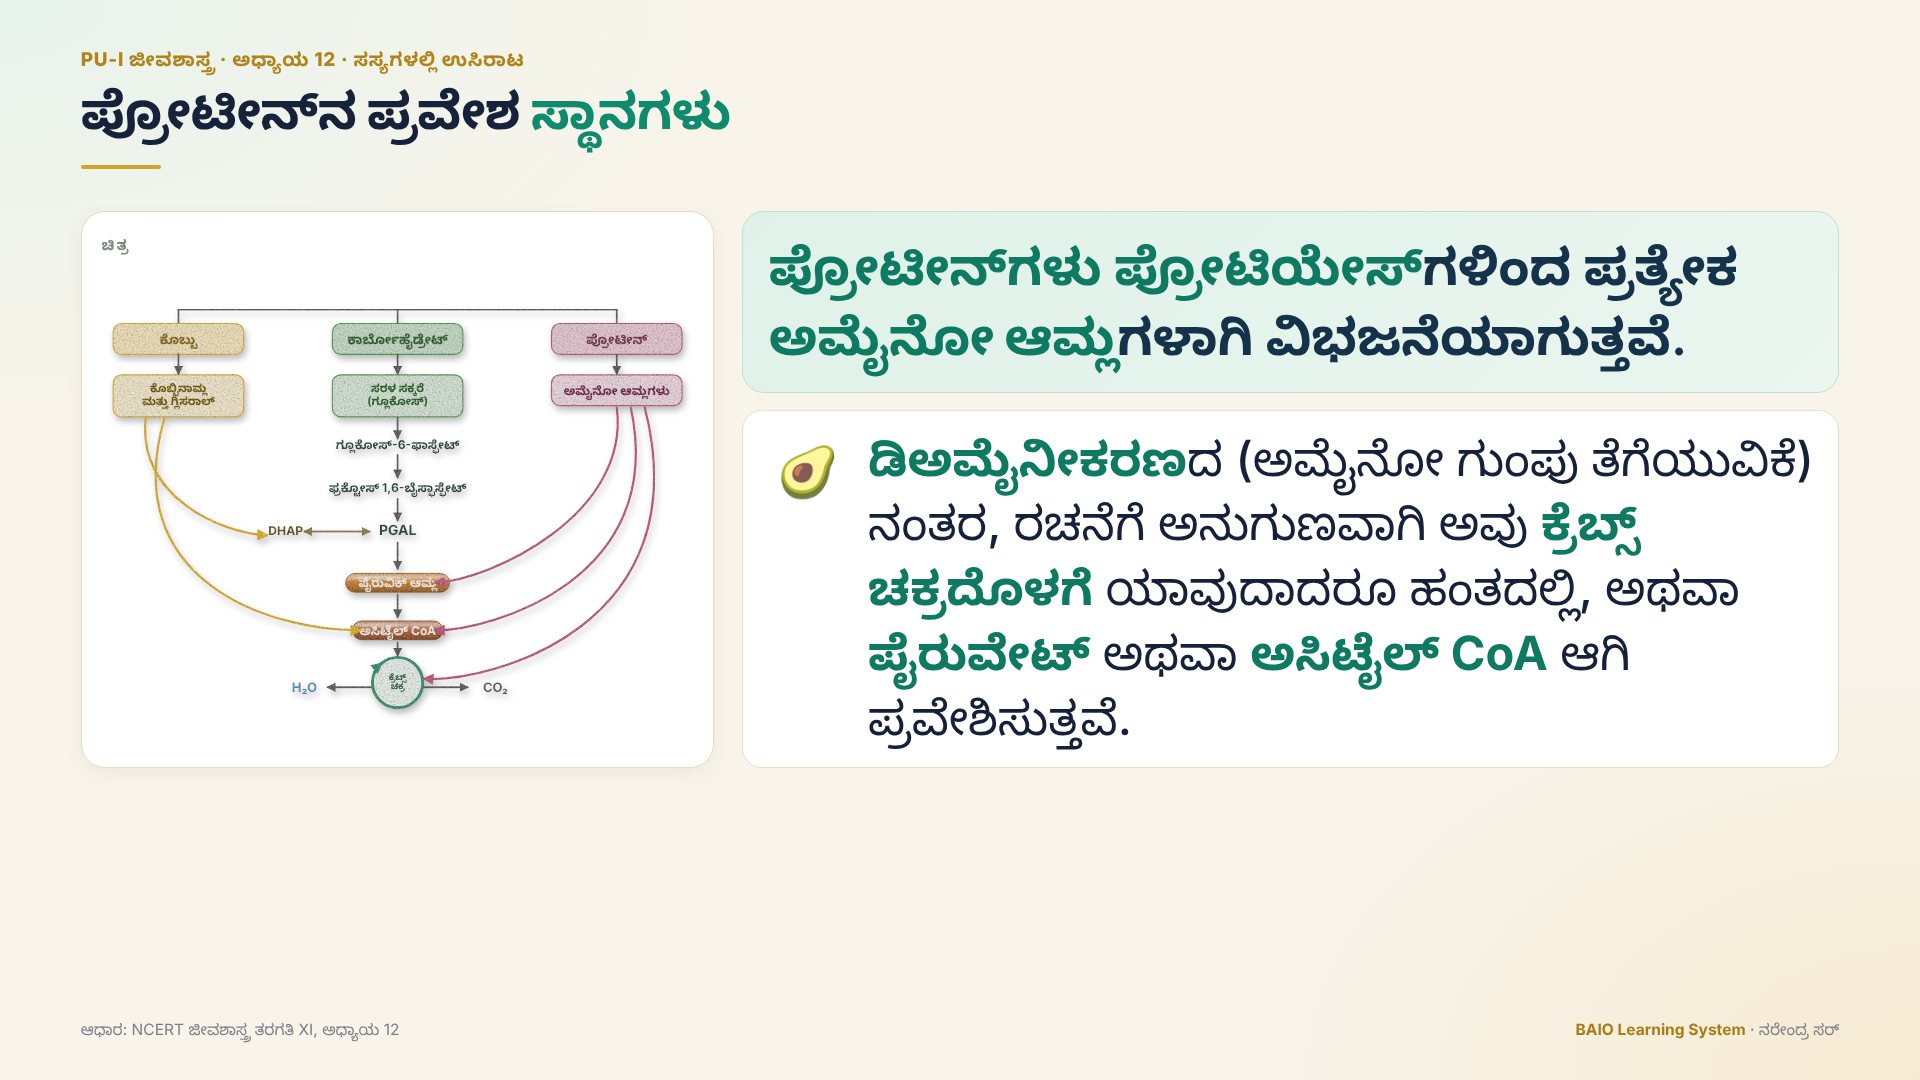 PU-I ಜೀವಶಾಸ್ತ್ರ · ಅಧ್ಯಾಯ 12 · ಸಸ್ಯಗಳಲ್ಲಿ ಉಸಿರಾಟ
ಪ್ರೋಟೀನ್‌ನ ಪ್ರವೇಶ ಸ್ಥಾನಗಳು
ಚಿತ್ರ
ಕೊಬ್ಬು
ಕಾರ್ಬೋಹೈಡ್ರೇಟ್
ಪ್ರೋಟೀನ್
ಕೊಬ್ಬಿನಾಮ್ಲ
ಮತ್ತು ಗ್ಲಿಸರಾಲ್
ಸರಳ ಸಕ್ಕರೆ
(ಗ್ಲೂಕೋಸ್)
ಅಮೈನೋ ಆಮ್ಲಗಳು
ಗ್ಲೂಕೋಸ್-6-ಫಾಸ್ಫೇಟ್
ಫ್ರಕ್ಟೋಸ್ 1,6-ಬೈಸ್ಫಾಸ್ಫೇಟ್
DHAP
PGAL
ಪೈರುವಿಕ್ ಆಮ್ಲ
ಅಸಿಟೈಲ್ CoA
ಕ್ರೆಬ್ಸ್
ಚಕ್ರ
H₂O
CO₂
ಪ್ರೋಟೀನ್‌ಗಳು ಪ್ರೋಟಿಯೇಸ್‌ಗಳಿಂದ ಪ್ರತ್ಯೇಕ
ಅಮೈನೋ ಆಮ್ಲಗಳಾಗಿ ವಿಭಜನೆಯಾಗುತ್ತವೆ.
ಡಿಅಮೈನೀಕರಣದ (ಅಮೈನೋ ಗುಂಪು ತೆಗೆಯುವಿಕೆ)
ನಂತರ, ರಚನೆಗೆ ಅನುಗುಣವಾಗಿ ಅವು ಕ್ರೆಬ್ಸ್
ಚಕ್ರದೊಳಗೆ ಯಾವುದಾದರೂ ಹಂತದಲ್ಲಿ, ಅಥವಾ
ಪೈರುವೇಟ್ ಅಥವಾ ಅಸಿಟೈಲ್ CoA ಆಗಿ
ಪ್ರವೇಶಿಸುತ್ತವೆ.
ಆಧಾರ: NCERT ಜೀವಶಾಸ್ತ್ರ ತರಗತಿ XI, ಅಧ್ಯಾಯ 12
BAIO Learning System · ನರೇಂದ್ರ ಸರ್